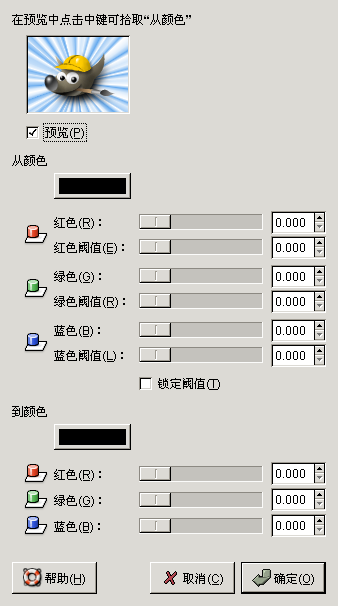 在预览中点击中键可拾取“从颜色”
预览(P)
从颜色
红色(R)： 0.000
红色阈值(E)： 0.000
绿色(G)： 0.000
绿色阈值(R)： 0.000
蓝色(B)： 0.000
蓝色阈值(L)： 0.000
锁定阈值(T)
到颜色
红色(R)： 0.000
绿色(G)： 0.000
蓝色(B)： 0.000
帮助(H) 取消(C) 确定(O)